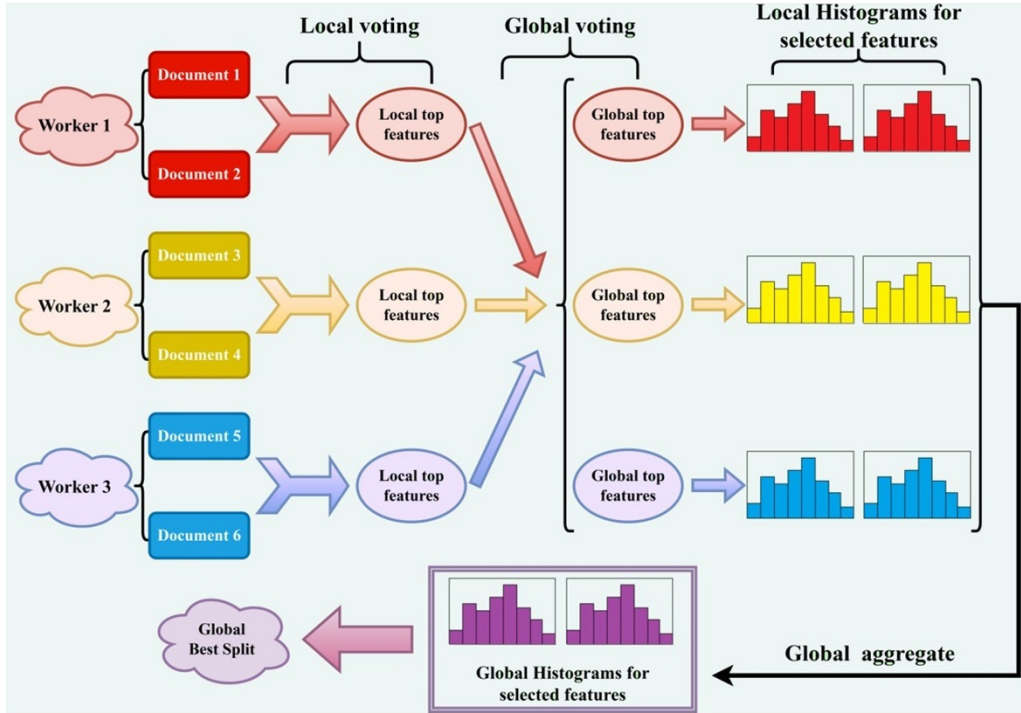 Local voting
Global voting
Local Histograms for
selected features
Worker 1
Document 1
Document 2
Local top
features
Global top
features
Worker 2
Document 3
Document 4
Local top
features
Global top
features
Worker 3
Document 5
Document 6
Local top
features
Global top
features
Global
Best Split
Global Histograms for
selected features
Global aggregate